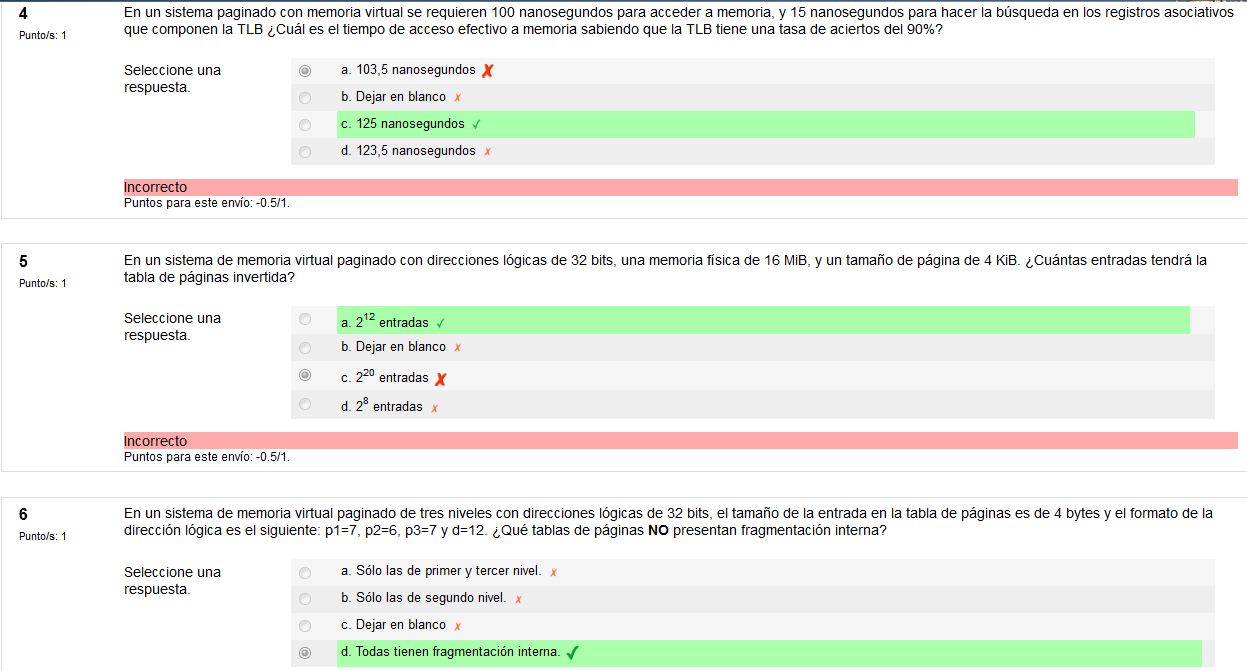 4
Punto/s: 1
En un sistema paginado con memoria virtual se requieren 100 nanosegundos para acceder a memoria, y 15 nanosegundos para hacer la búsqueda en los registros asociativos
que componen la TLB ¿Cuál es el tiempo de acceso efectivo a memoria sabiendo que la TLB tiene una tasa de aciertos del 90%?
Seleccione una
respuesta.
a. 103,5 nanosegundos ✗
b. Dejar en blanco ✗
c. 125 nanosegundos ✓
d. 123,5 nanosegundos ✗
Incorrecto
Puntos para este envío: -0.5/1.
5
Punto/s: 1
En un sistema de memoria virtual paginado con direcciones lógicas de 32 bits, una memoria física de 16 MiB, y un tamaño de página de 4 KiB. ¿Cuántas entradas tendrá la
tabla de páginas invertida?
Seleccione una
respuesta.
a. 2^12 entradas ✓
b. Dejar en blanco ✗
c. 2^20 entradas ✗
d. 2^8 entradas ✗
Incorrecto
Puntos para este envío: -0.5/1.
6
Punto/s: 1
En un sistema de memoria virtual paginado de tres niveles con direcciones lógicas de 32 bits, el tamaño de la entrada en la tabla de páginas es de 4 bytes y el formato de la
dirección lógica es el siguiente: p1=7, p2=6, p3=7 y d=12. ¿Qué tablas de páginas NO presentan fragmentación interna?
Seleccione una
respuesta.
a. Sólo las de primer y tercer nivel. ✗
b. Sólo las de segundo nivel. ✗
c. Dejar en blanco ✗
d. Todas tienen fragmentación interna. ✓